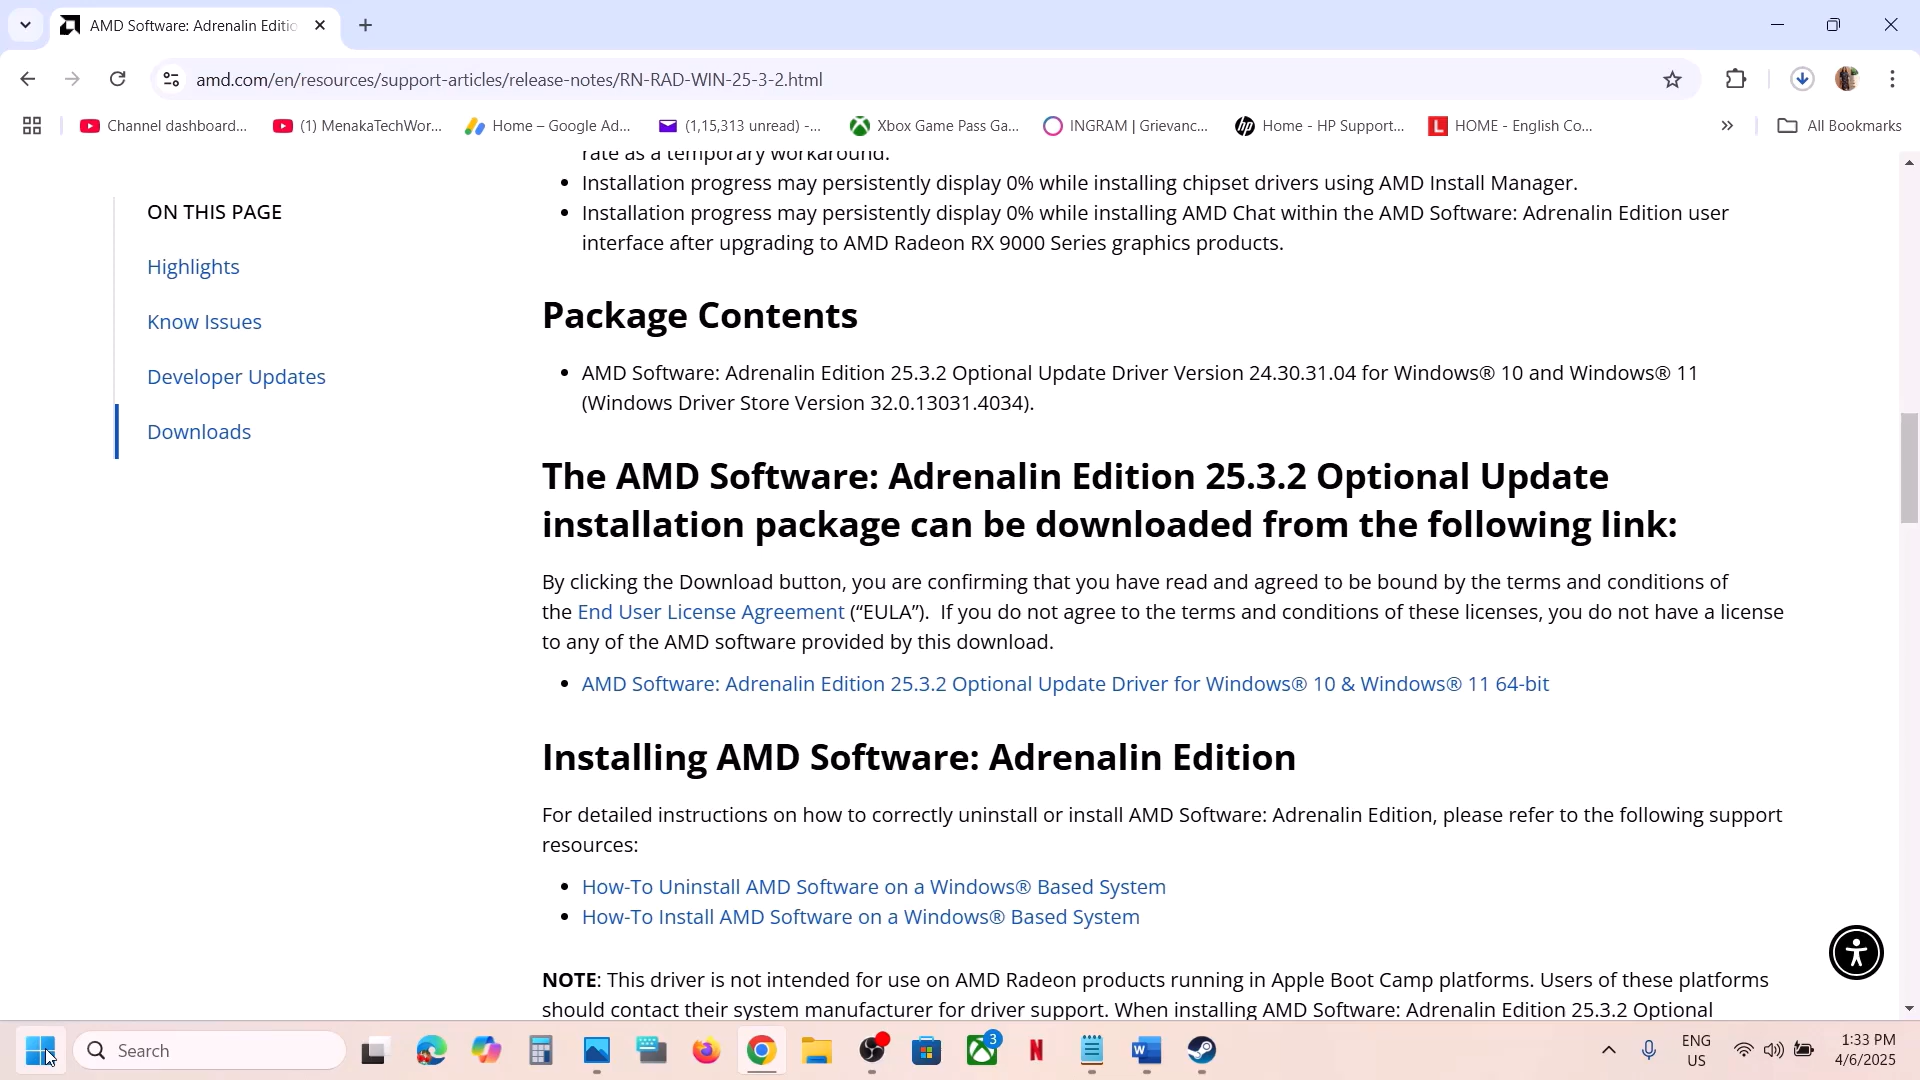 AMD Software: Adrenalin Editio
amd.com/en/resources/support-articles/release-notes/RN-RAD-WIN-25-3-2.html
Channel dashboard...
(1) MenakaTechWor...
Home – Google Ad...
(1,15,313 unread) -...
Xbox Game Pass Ga...
INGRAM | Grievanc...
Home - HP Support...
HOME - English Co...
All Bookmarks
rate as a temporary workaround.
• Installation progress may persistently display 0% while installing chipset drivers using AMD Install Manager.
• Installation progress may persistently display 0% while installing AMD Chat within the AMD Software: Adrenalin Edition user
interface after upgrading to AMD Radeon RX 9000 Series graphics products.
ON THIS PAGE
Highlights
Know Issues
Developer Updates
Downloads
Package Contents
• AMD Software: Adrenalin Edition 25.3.2 Optional Update Driver Version 24.30.31.04 for Windows® 10 and Windows® 11
(Windows Driver Store Version 32.0.13031.4034).
The AMD Software: Adrenalin Edition 25.3.2 Optional Update
installation package can be downloaded from the following link:
By clicking the Download button, you are confirming that you have read and agreed to be bound by the terms and conditions of
the End User License Agreement (“EULA”).  If you do not agree to the terms and conditions of these licenses, you do not have a license
to any of the AMD software provided by this download.
• AMD Software: Adrenalin Edition 25.3.2 Optional Update Driver for Windows® 10 & Windows® 11 64-bit
Installing AMD Software: Adrenalin Edition
For detailed instructions on how to correctly uninstall or install AMD Software: Adrenalin Edition, please refer to the following support
resources:
• How-To Uninstall AMD Software on a Windows® Based System
• How-To Install AMD Software on a Windows® Based System
NOTE: This driver is not intended for use on AMD Radeon products running in Apple Boot Camp platforms. Users of these platforms
should contact their system manufacturer for driver support. When installing AMD Software: Adrenalin Edition 25.3.2 Optional
Search
3
ENG
US
1:33 PM
4/6/2025